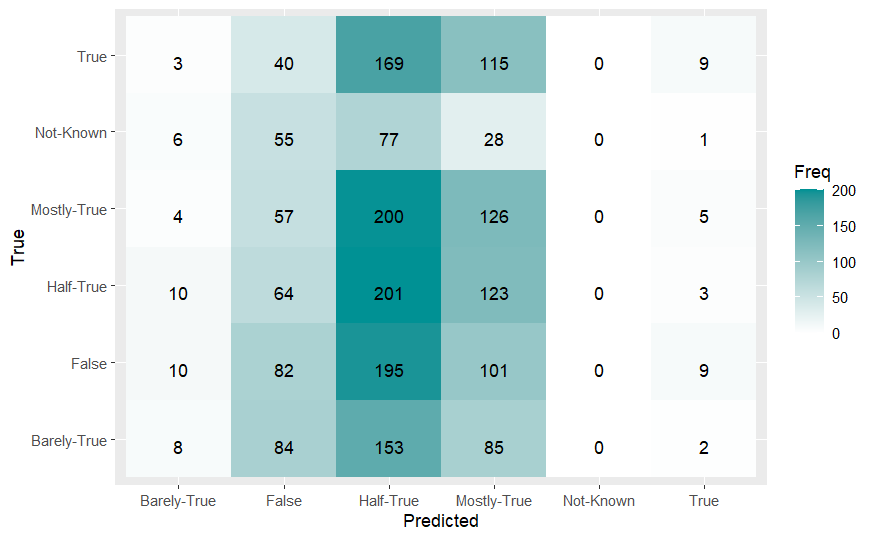 True 3 40 169 115 0 9
Not-Known 6 55 77 28 0 1
Mostly-True 4 57 200 126 0 5
Half-True 10 64 201 123 0 3
False 10 82 195 101 0 9
Barely-True 8 84 153 85 0 2
Barely-True False Half-True Mostly-True Not-Known True
Predicted
True
Freq
200
150
100
50
0